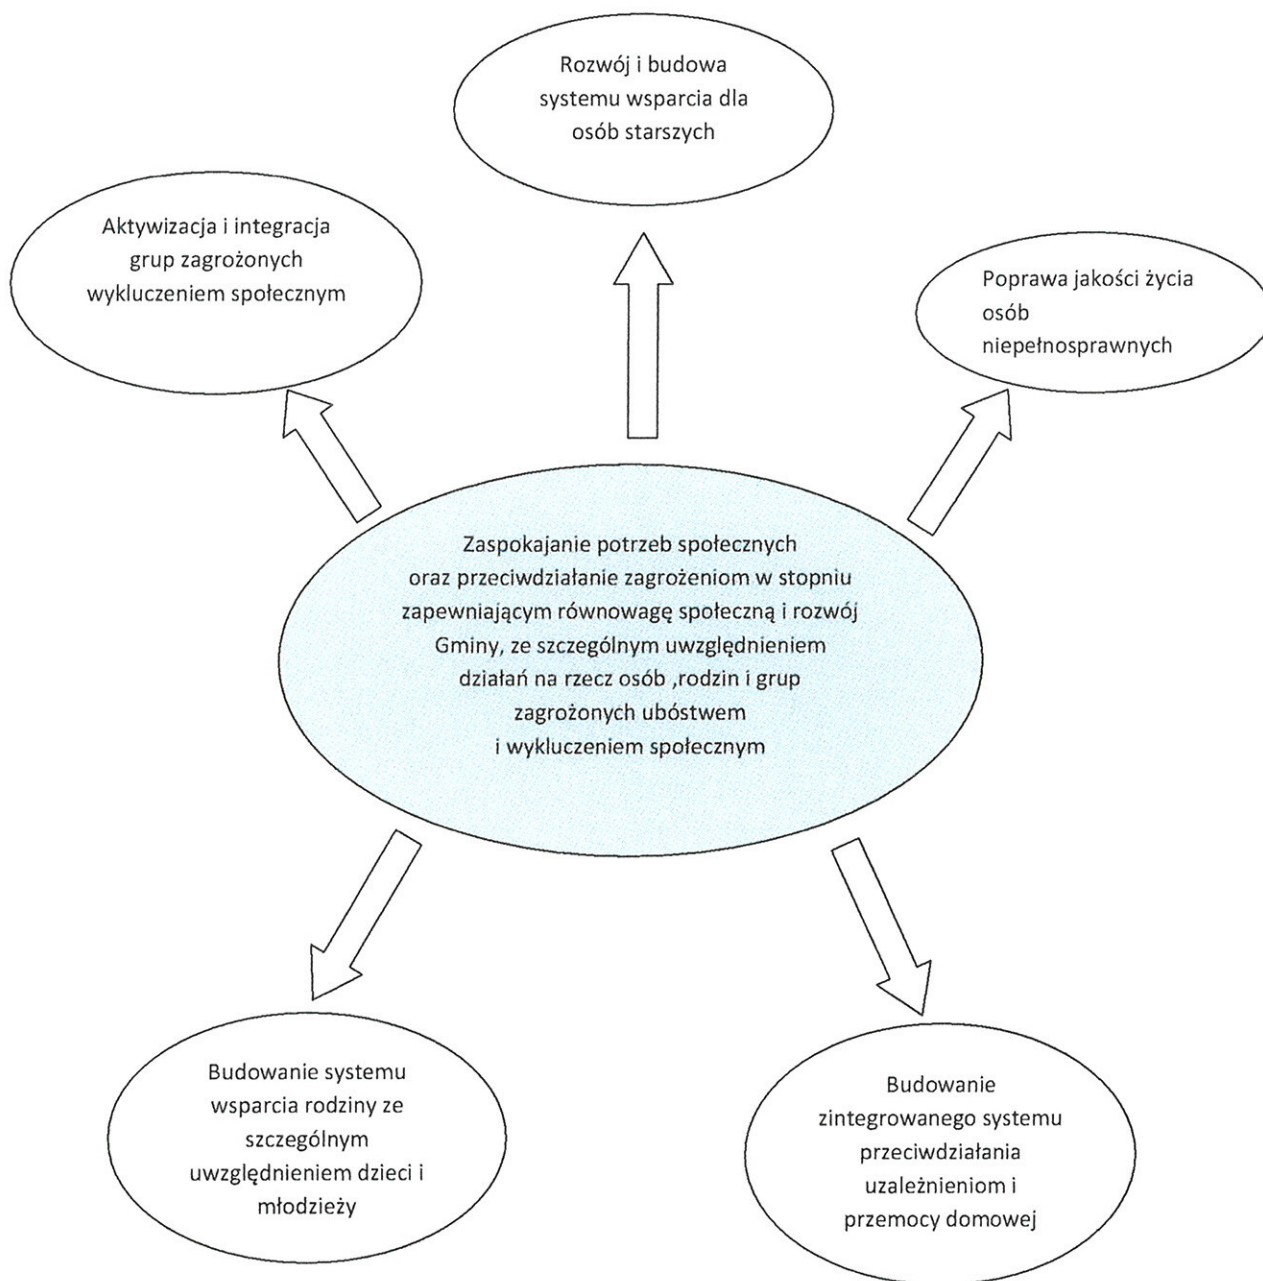 Rozwój i budowa
systemu wsparcia dla
osób starszych
Aktywizacja i integracja
grup zagrożonych
wykluczeniem społecznym
Poprawa jakości życia
osób
niepełnosprawnych
Zaspokajanie potrzeb społecznych
oraz przeciwdziałanie zagrożeniom w stopniu
zapewniającym równowagę społeczną i rozwój
Gminy, ze szczególnym uwzględnieniem
działań na rzecz osób ,rodzin i grup
zagrożonych ubóstwem
i wykluczeniem społecznym
Budowanie systemu
wsparcia rodziny ze
szczególnym
uwzględnieniem dzieci i
młodzieży
Budowanie
zintegrowanego systemu
przeciwdziałania
uzależnieniom i
przemocy domowej